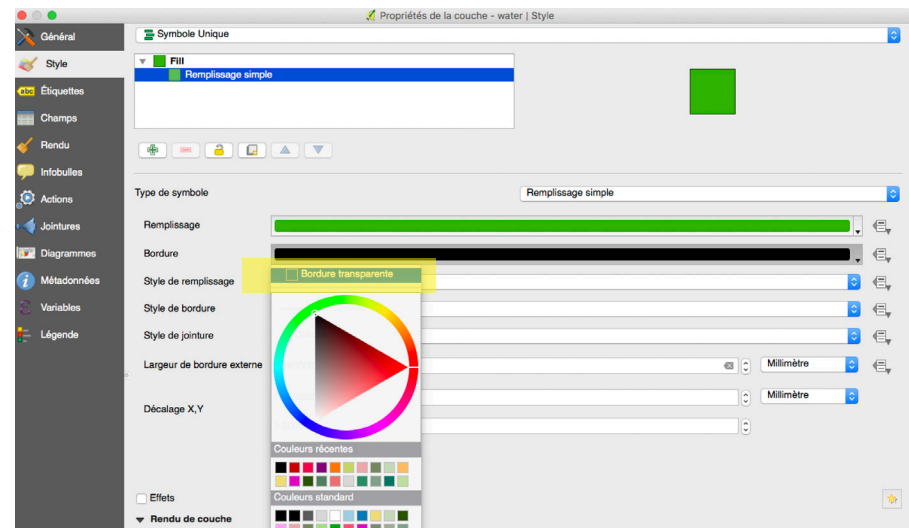 Propriétés de la couche - water | Style
Général
Symbole Unique
Style
Fill
Remplissage simple
abc Étiquettes
Champs
Rendu
Infobulles
Type de symbole
Remplissage simple
Actions
Jointures
Remplissage
Diagrammes
Bordure
Bordure transparente
Métadonnées
Style de remplissage
Variables
Style de bordure
Légende
Style de jointure
Largeur de bordure externe
Millimètre
Décalage X,Y
Millimètre
Couleurs récentes
Effets
Couleurs standard
Rendu de couche